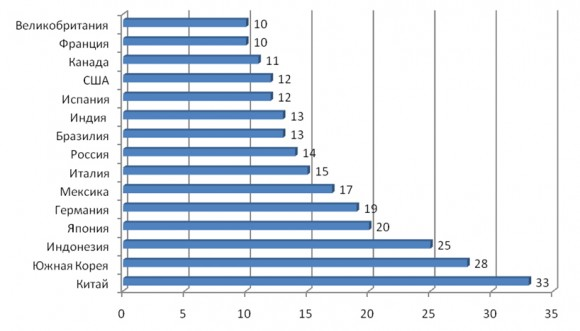 Великобритания 10
Франция 10
Канада 11
США 12
Испания 12
Индия 13
Бразилия 13
Россия 14
Италия 15
Мексика 17
Германия 19
Япония 20
Индонезия 25
Южная Корея 28
Китай 33
0 5 10 15 20 25 30 35